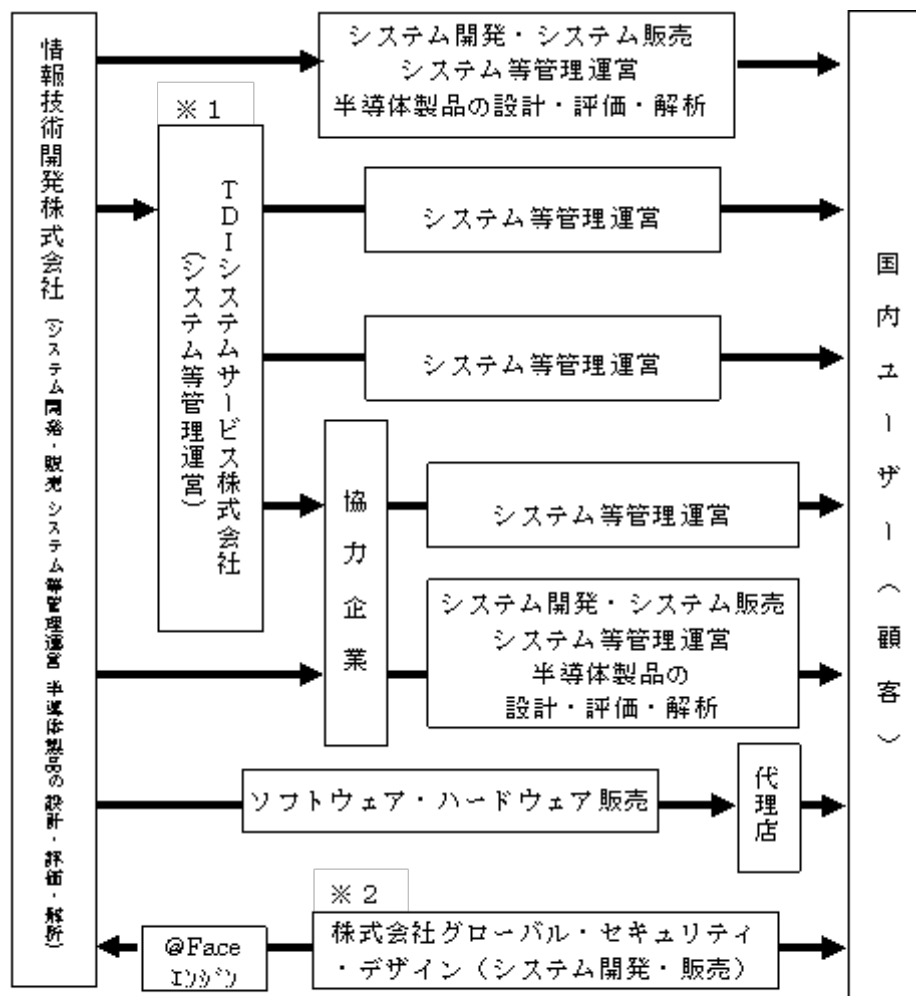 情報技術開発株式会社（システム開発・販売 システム等管理運営 半導体製品の設計・評価・解析）
システム開発・システム販売
システム等管理運営
半導体製品の設計・評価・解析
※1
TDIシステムサービス株式会社
（システム等管理運営）
システム等管理運営
システム等管理運営
協力企業
システム等管理運営
システム開発・システム販売
システム等管理運営
半導体製品の
設計・評価・解析
ソフトウェア・ハードウェア販売
代理店
※2
株式会社グローバル・セキュリティ
・デザイン（システム開発・販売）
@Face
ｴﾝｼﾞﾝ
国内ユーザー（顧客）